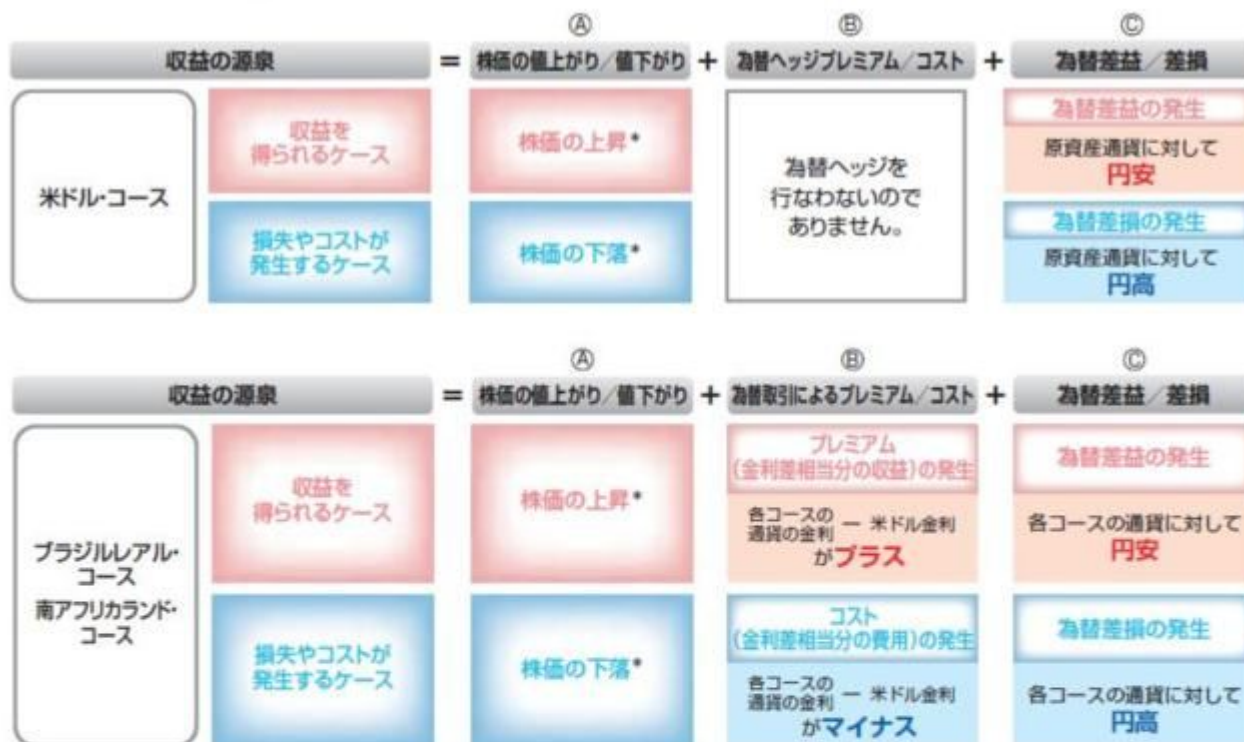 Ⓐ
Ⓑ
Ⓒ
収益の源泉 = 株価の値上がり/値下がり + 為替ヘッジプレミアム/コスト + 為替差益/差損
米ドル・コース
収益を
得られるケース
株価の上昇*
損失やコストが
発生するケース
株価の下落*
為替ヘッジを
行なわないので
ありません。
為替差益の発生
原資産通貨に対して
円安
為替差損の発生
原資産通貨に対して
円高
Ⓐ
Ⓑ
Ⓒ
収益の源泉 = 株価の値上がり/値下がり + 為替取引によるプレミアム/コスト + 為替差益/差損
ブラジルレアル・
コース
南アフリカランド・
コース
収益を
得られるケース
株価の上昇*
プレミアム
(金利差相当分の収益)の発生
各コースの
通貨の金利 ー 米ドル金利
がプラス
為替差益の発生
各コースの通貨に対して
円安
損失やコストが
発生するケース
株価の下落*
コスト
(金利差相当分の費用)の発生
各コースの
通貨の金利 ー 米ドル金利
がマイナス
為替差損の発生
各コースの通貨に対して
円高